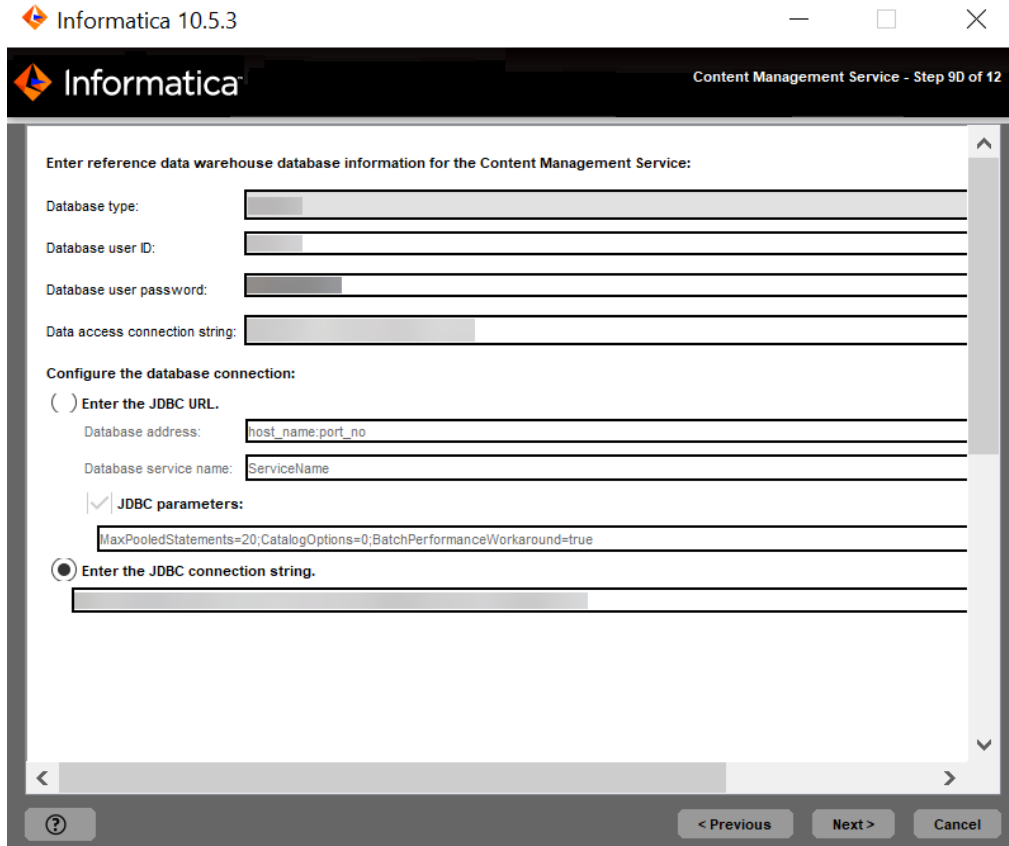 Informatica 10.5.3
Informatica
Content Management Service - Step 9D of 12
Enter reference data warehouse database information for the Content Management Service:
Database type:
Database user ID:
Database user password:
Data access connection string:
Configure the database connection:
Enter the JDBC URL.
Database address: host_name:port_no
Database service name: ServiceName
JDBC parameters:
MaxPooledStatements=20;CatalogOptions=0;BatchPerformanceWorkaround=true
Enter the JDBC connection string.
? < Previous Next > Cancel